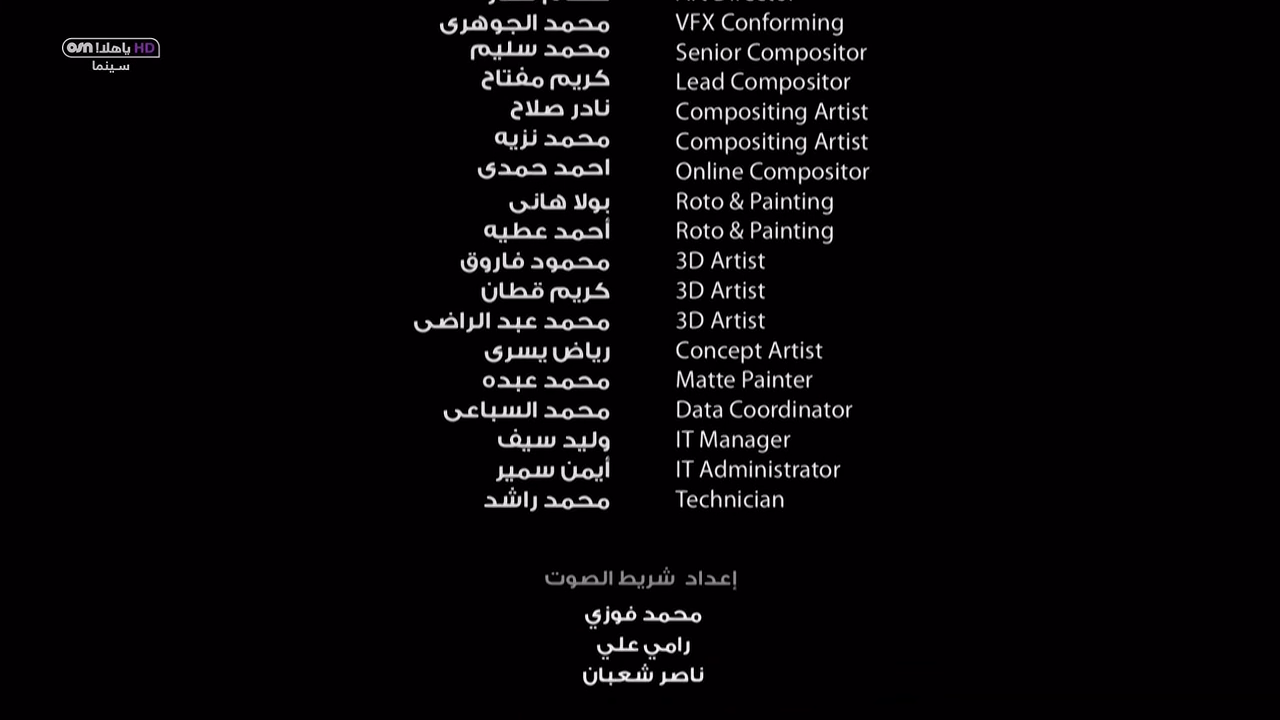 OSN ياهلا! HD
سينما
محمد الجوهرى VFX Conforming
محمد سليم Senior Compositor
كريم مفتاح Lead Compositor
نادر صلاح Compositing Artist
محمد نزيه Compositing Artist
احمد حمدى Online Compositor
بولا هانى Roto & Painting
أحمد عطيه Roto & Painting
محمود فاروق 3D Artist
كريم قطان 3D Artist
محمد عبد الراضى 3D Artist
رياض يسرى Concept Artist
محمد عبده Matte Painter
محمد السباعى Data Coordinator
وليد سيف IT Manager
أيمن سمير IT Administrator
محمد راشد Technician
إعداد شريط الصوت
محمد فوزي
رامي علي
ناصر شعبان